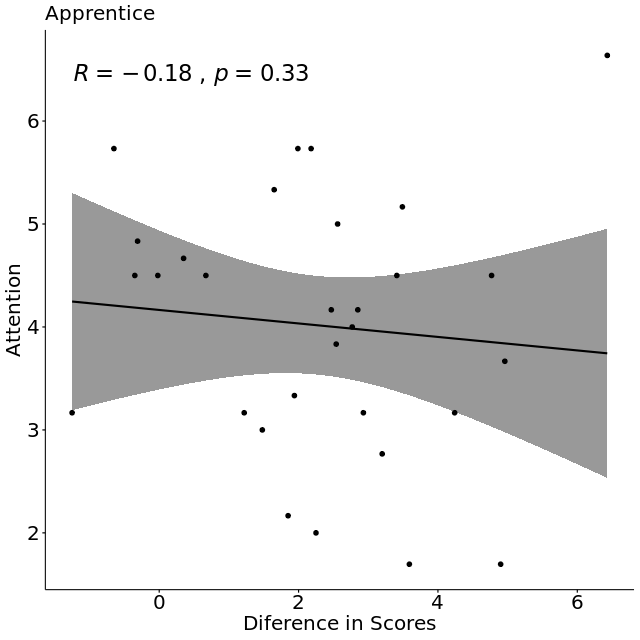 Apprentice
R = −0.18 , p = 0.33
6
5
4
3
2
Attention
0 2 4 6
Diference in Scores